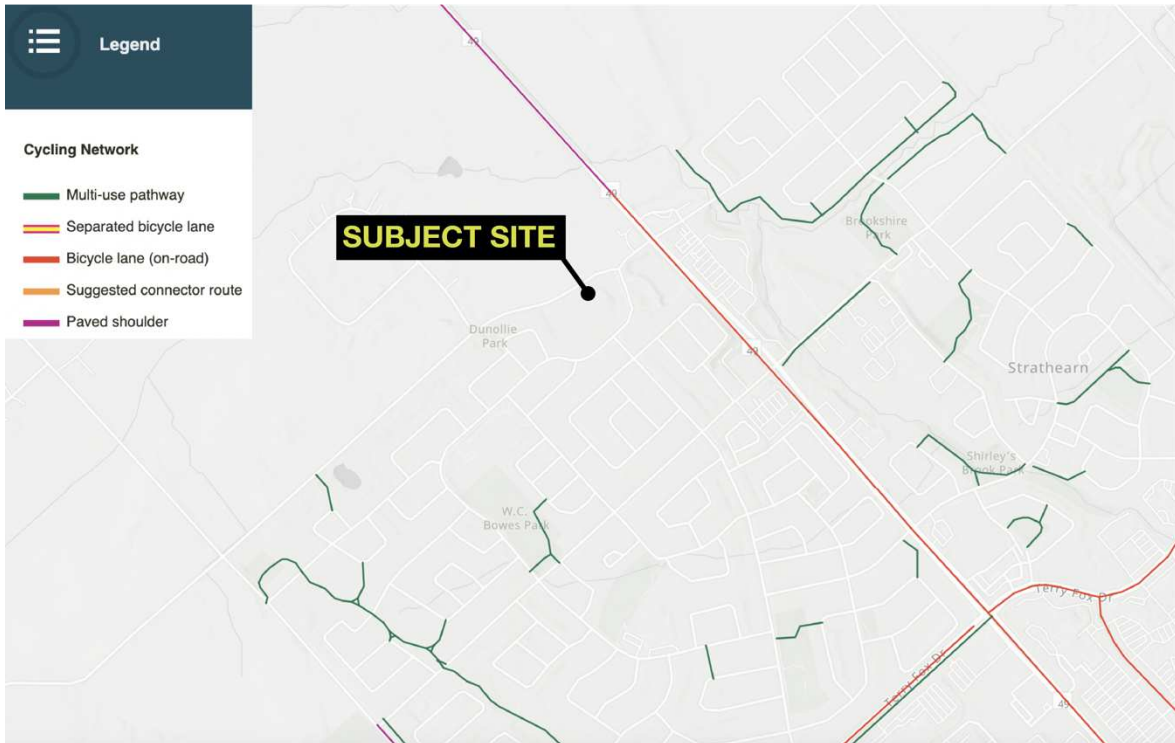 Legend
Cycling Network
Multi-use pathway
Separated bicycle lane
Bicycle lane (on-road)
Suggested connector route
Paved shoulder
49
49
SUBJECT SITE
Brookshire
Park
Dunollie
Park
49
Strathearn
Shirley's
Brook Park
W.C.
Bowes Park
Terry Fox Dr
Terry Fox Dr
49